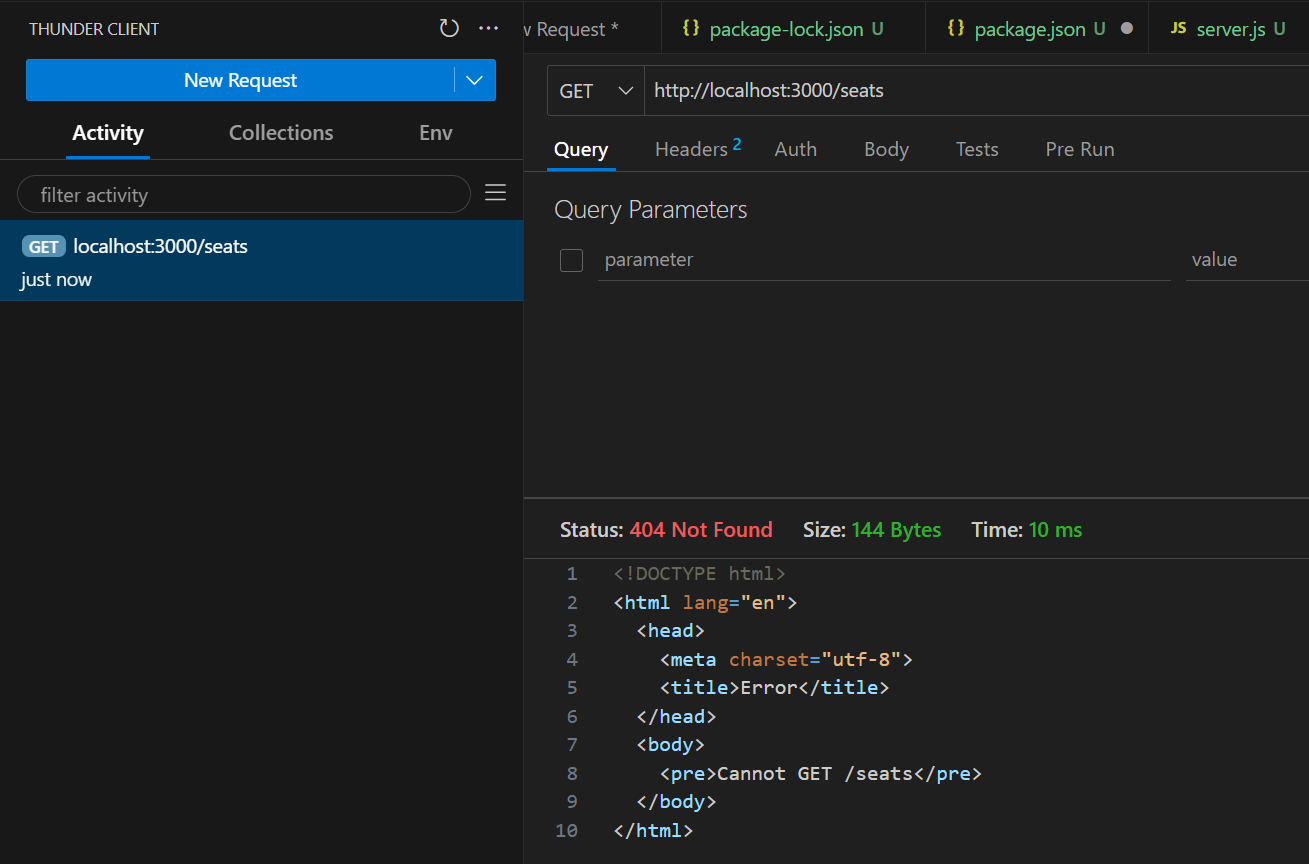 THUNDER CLIENT
New Request
Activity Collections Env
filter activity
GET localhost:3000/seats
just now
w Request * {} package-lock.json U {} package.json U JS server.js U
GET http://localhost:3000/seats
Query Headers 2 Auth Body Tests Pre Run
Query Parameters
parameter value
Status: 404 Not Found Size: 144 Bytes Time: 10 ms
1 <!DOCTYPE html>
2 <html lang="en">
3 <head>
4 <meta charset="utf-8">
5 <title>Error</title>
6 </head>
7 <body>
8 <pre>Cannot GET /seats</pre>
9 </body>
10 </html>